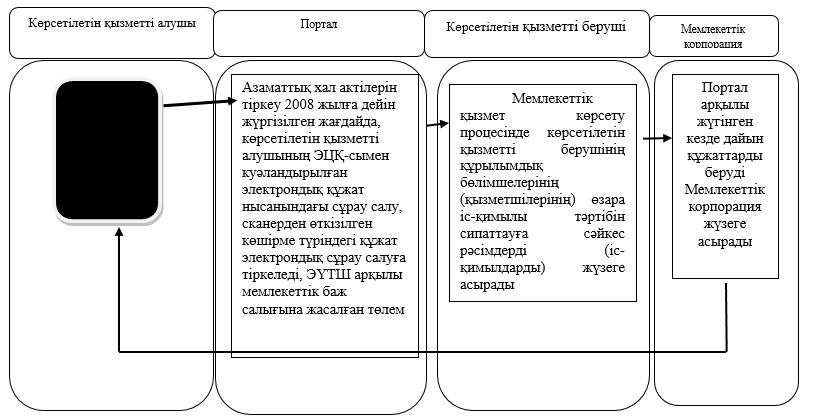 Көрсетілетін қызметті алушы
Портал
Көрсетілетін қызметті беруші
Мемлекеттік
корпорация
Азаматтық хал актілерін
тіркеу 2008 жылға дейін
жүргізілген жағдайда,
көрсетілетін қызметті
алушының ЭЦҚ-сымен
куәландырылған
электрондық құжат
нысанындағы сұрау салу,
сканерден өткізілген
көшірме түріндегі құжат
электрондық сұрау салуға
тіркеледі, ЭҮТШ арқылы
мемлекеттік баж
салығына жасалған төлем
Мемлекеттік
қызмет көрсету
процесінде көрсетілетін
қызметті берушінің
құрылымдық
бөлімшелерінің
(қызметшілерінің) өзара
іс-қимылы тәртібін
сипаттауға сәйкес
рәсімдерді (іс-
қимылдарды) жүзеге
асырады
Портал
арқылы
жүгінген
кезде дайын
құжаттарды
беруді
Мемлекеттік
корпорация
жүзеге
асырады